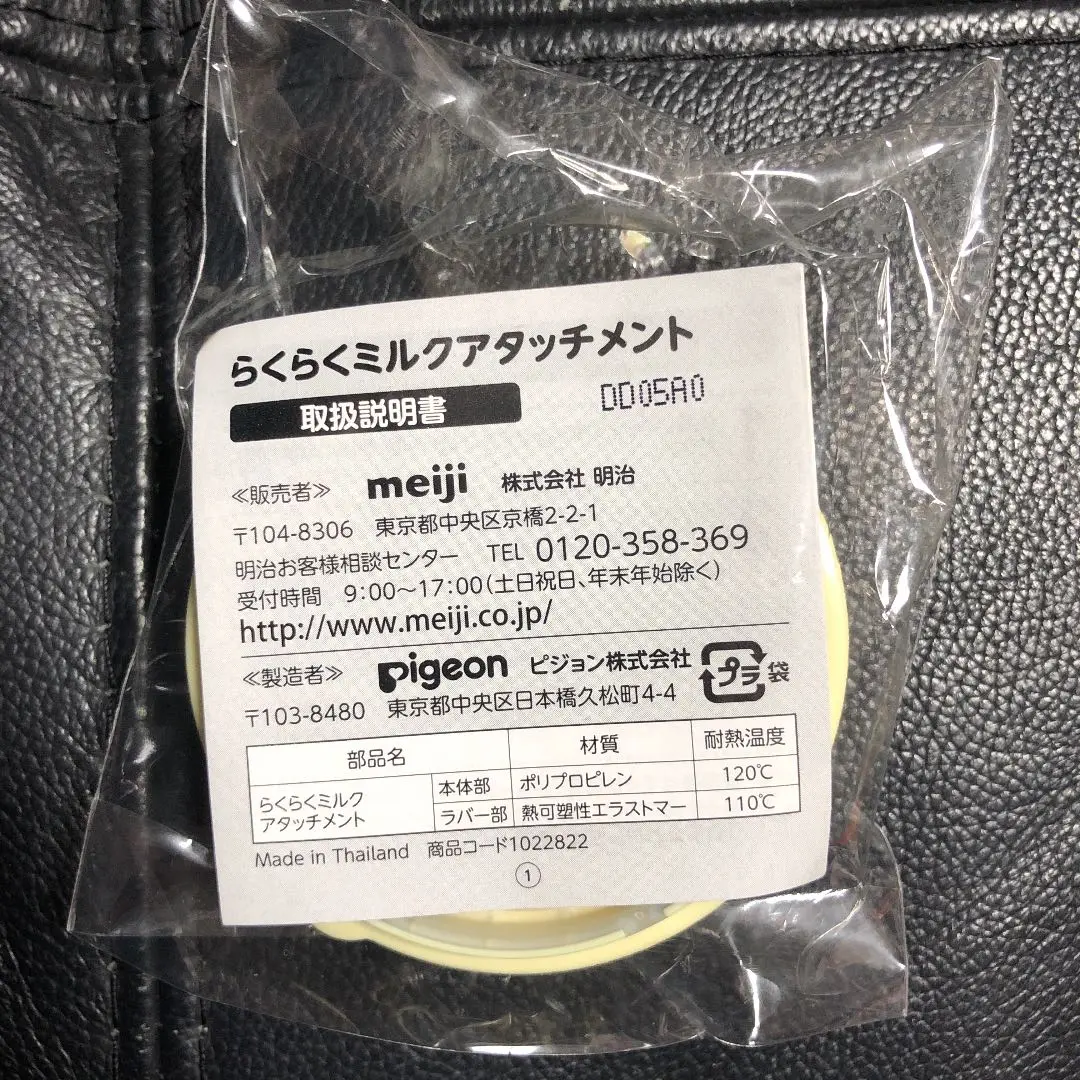 らくらくミルクアタッチメント
取扱説明書 DD05A0
≪販売者≫ meiji 株式会社 明治
〒104-8306 東京都中央区京橋2-2-1
明治お客様相談センター TEL 0120-358-369
受付時間 9:00〜17:00(土日祝日、年末年始除く)
http://www.meiji.co.jp/
≪製造者≫ pigeon ピジョン株式会社 プラ 袋
〒103-8480 東京都中央区日本橋久松町4-4
部品名 材質 耐熱温度
らくらくミルク 本体部 ポリプロピレン 120℃
アタッチメント ラバー部 熱可塑性エラストマー 110℃
Made in Thailand 商品コード1022822
①